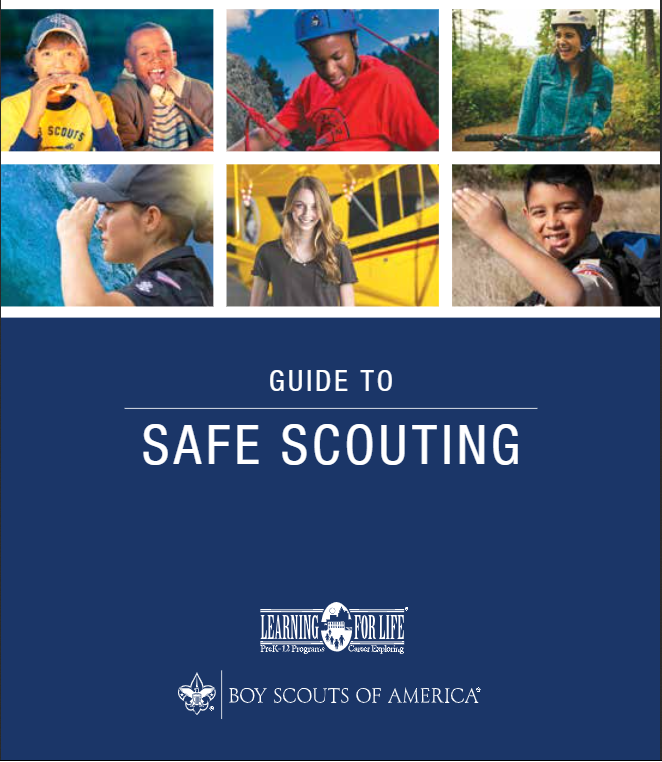 SCOUTS
GUIDE TO
SAFE SCOUTING
LEARNING FOR LIFE®
PreK-12 Programs Career Exploring
BOY SCOUTS OF AMERICA®